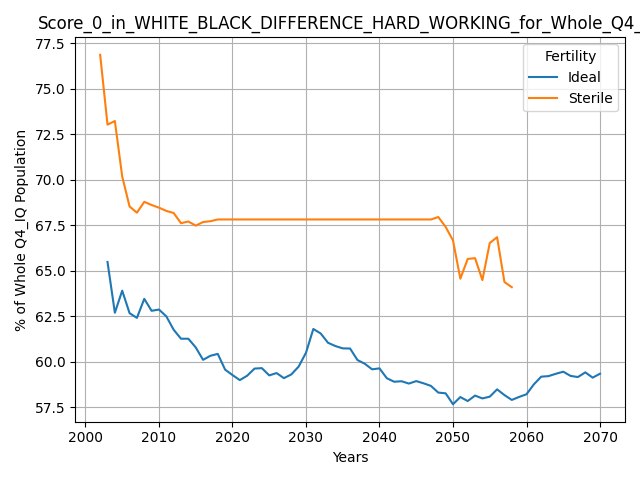 Score_0_in_WHITE_BLACK_DIFFERENCE_HARD_WORKING_for_Whole_Q4_
77.5
75.0
72.5
70.0
67.5
65.0
62.5
60.0
57.5
% of Whole Q4_IQ Population
Fertility
Ideal
Sterile
2000 2010 2020 2030 2040 2050 2060 2070
Years